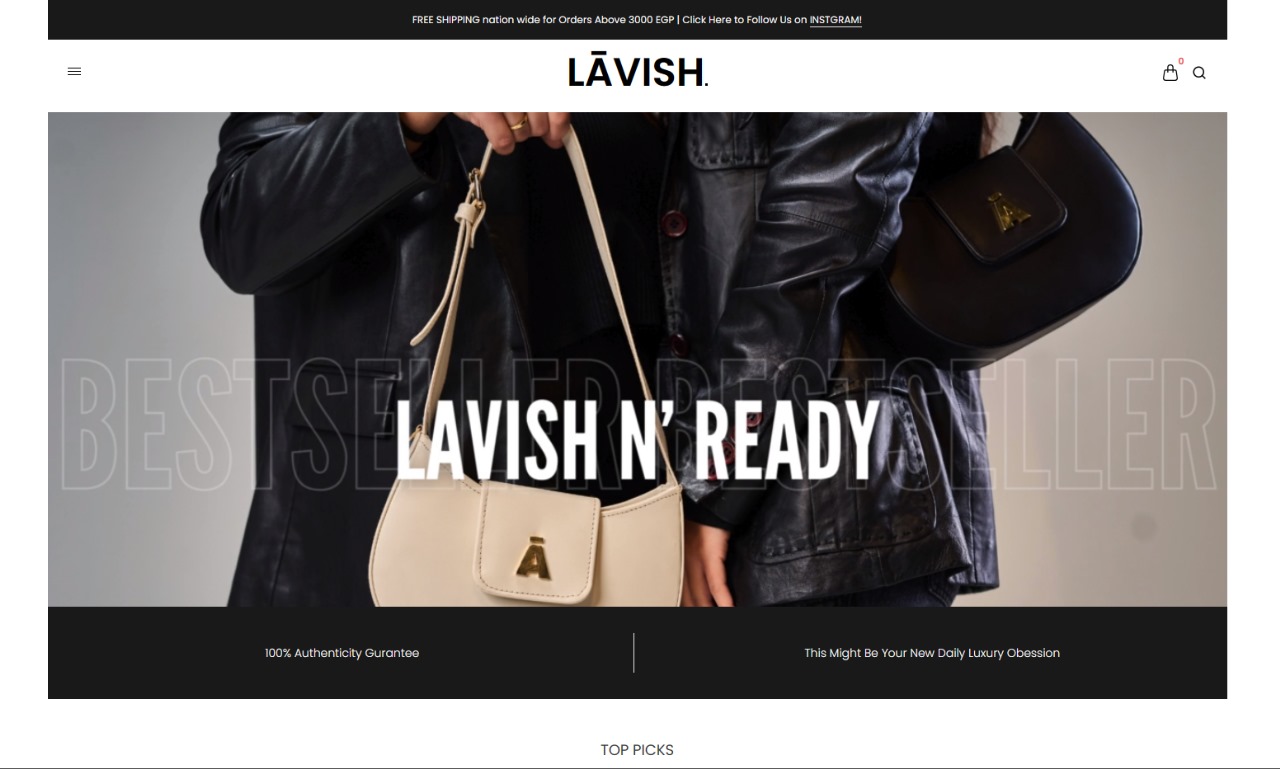 FREE SHIPPING nation wide for Orders Above 3000 EGP | Click Here to Follow Us on INSTGRAM!
LĀVISH.
0
Ā
BESTSELLER BESTSELLER
LAVISH N’ READY
Ā
100% Authenticity Gurantee
This Might Be Your New Daily Luxury Obession
TOP PICKS